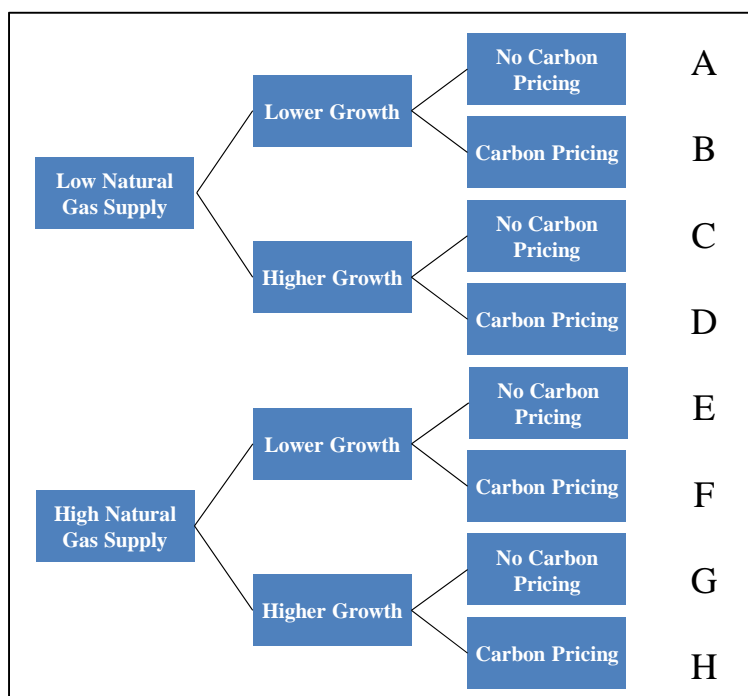 No Carbon
Pricing
A
Lower Growth
Carbon Pricing
B
Low Natural
Gas Supply
No Carbon
Pricing
C
Higher Growth
Carbon Pricing
D
No Carbon
Pricing
E
Lower Growth
Carbon Pricing
F
High Natural
Gas Supply
No Carbon
Pricing
G
Higher Growth
Carbon Pricing
H